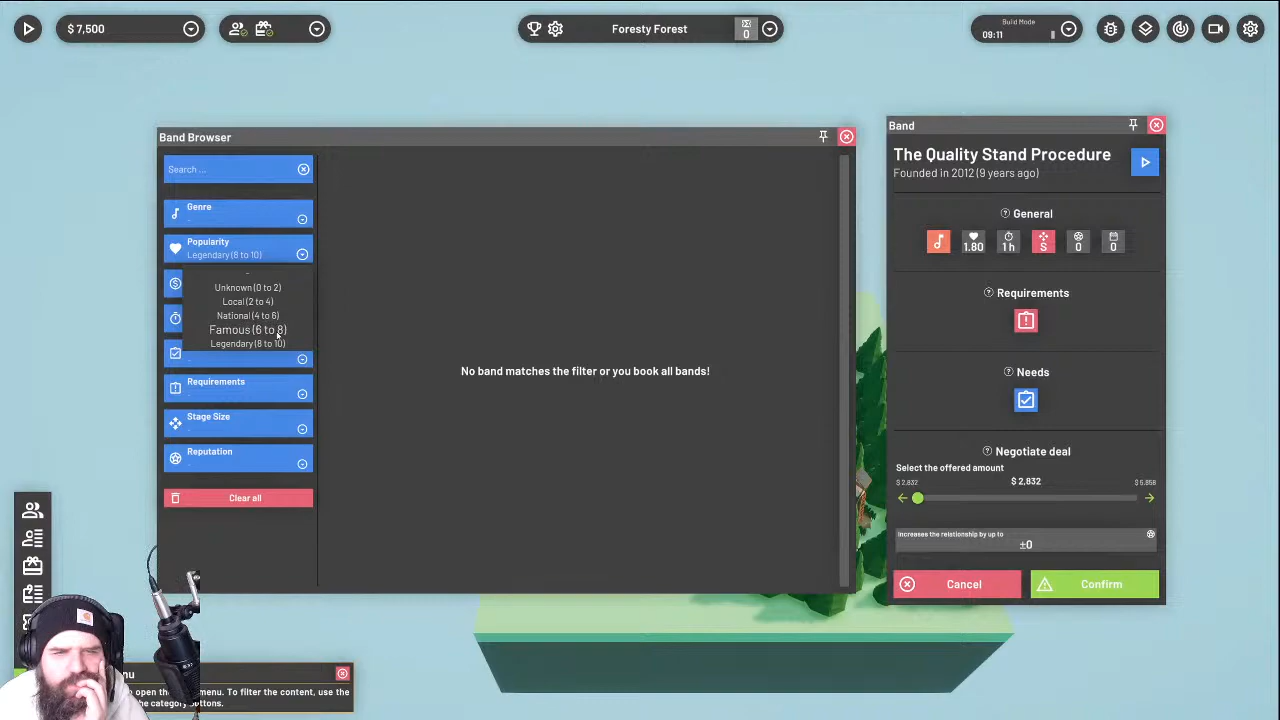 $ 7,500
Foresty Forest
0
Build Mode
09:11
Band Browser
Search ...
Genre
-
Popularity
Legendary (8 to 10)
-
Unknown (0 to 2)
Local (2 to 4)
National (4 to 6)
Famous (6 to 8)
Legendary (8 to 10)
-
Requirements
-
Stage Size
-
Reputation
-
Clear all
No band matches the filter or you book all bands!
Band
The Quality Stand Procedure
Founded in 2012 (9 years ago)
General
1.80
1 h
S
0
0
Requirements
Needs
Negotiate deal
Select the offered amount
$ 2,832
$ 2,832
$ 5,858
Increases the relationship by up to
±0
Cancel
Confirm
nu
open the
menu. To filter the content, use the
he category buttons.